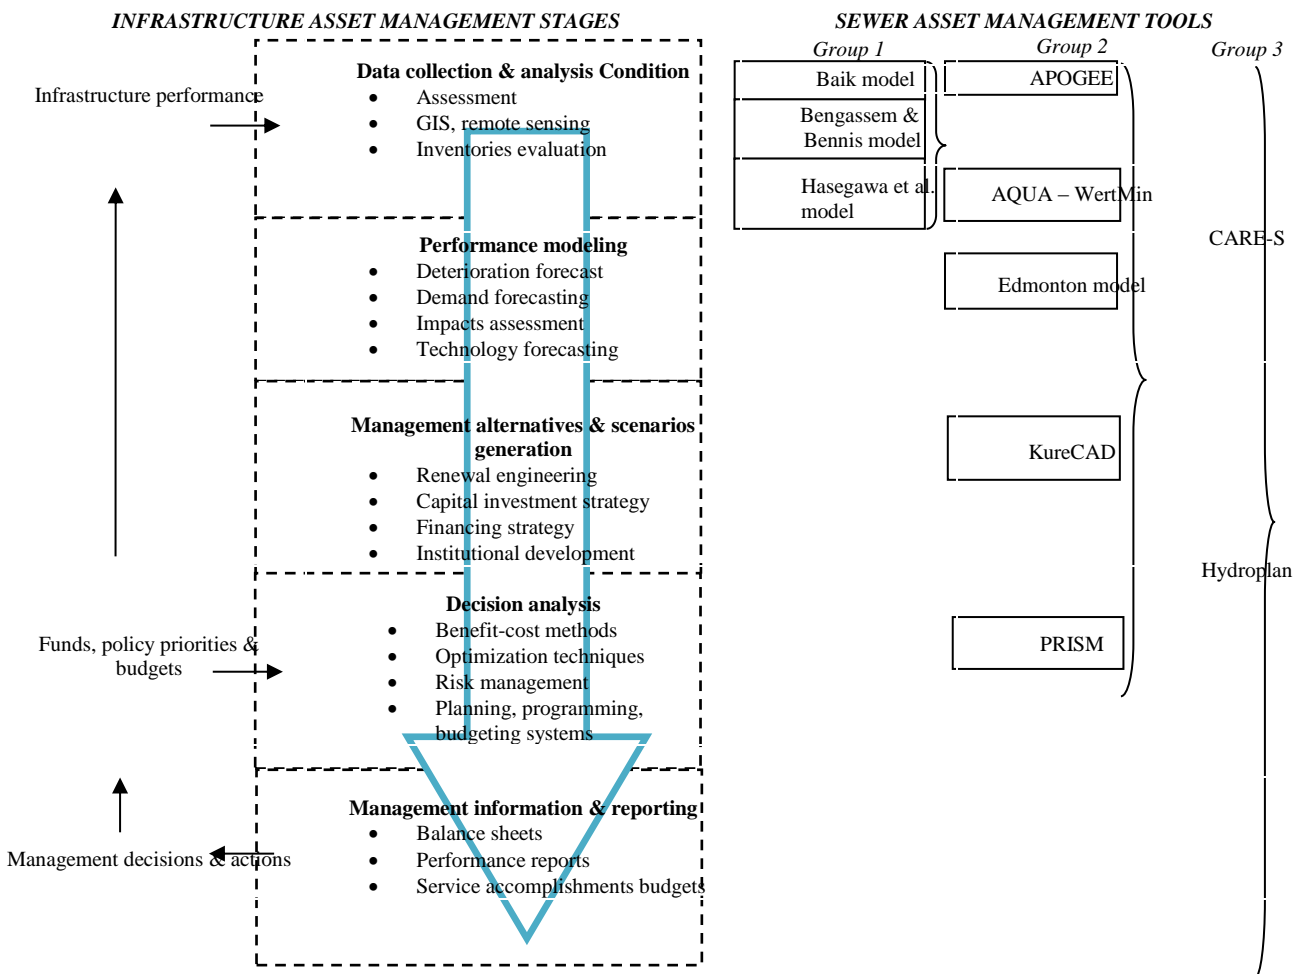 INFRASTRUCTURE ASSET MANAGEMENT STAGES
Infrastructure performance
Data collection & analysis Condition
• Assessment
• GIS, remote sensing
• Inventories evaluation
Performance modeling
• Deterioration forecast
• Demand forecasting
• Impacts assessment
• Technology forecasting
Management alternatives & scenarios
generation
• Renewal engineering
• Capital investment strategy
• Financing strategy
• Institutional development
Funds, policy priorities &
budgets
Decision analysis
• Benefit-cost methods
• Optimization techniques
• Risk management
• Planning, programming,
budgeting systems
Management information & reporting
• Balance sheets
• Performance reports
• Service accomplishments budgets
Management decisions & actions
SEWER ASSET MANAGEMENT TOOLS
Group 1
Baik model
Bengassem &
Bennis model
Hasegawa et al.
model
Group 2
APOGEE
AQUA – WertMin
Edmonton model
KureCAD
PRISM
Group 3
CARE-S
Hydroplan